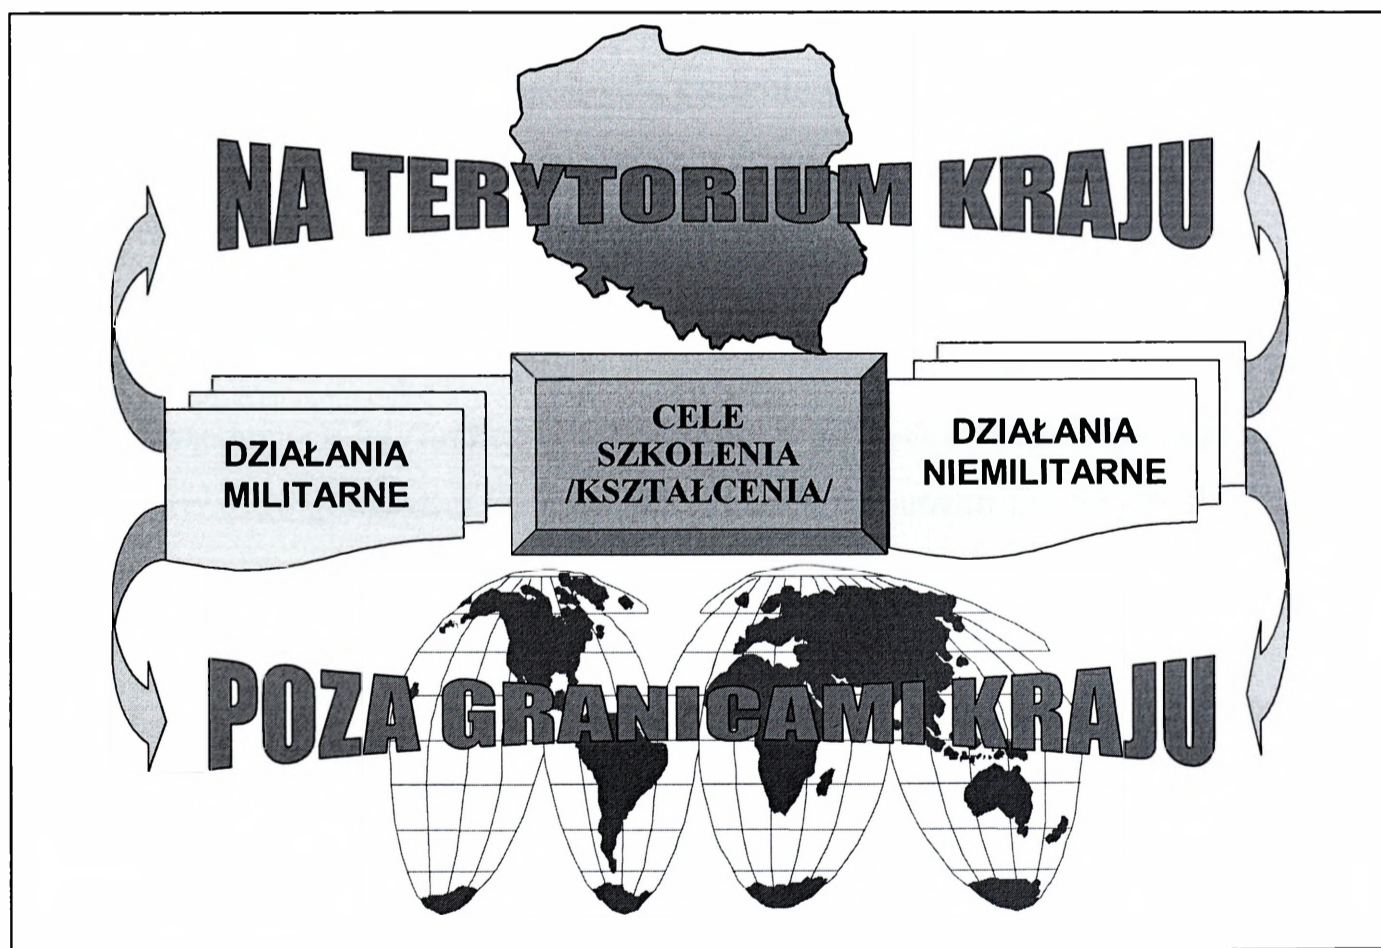 NA TERYTORIUM KRAJU
DZIAŁANIA
MILITARNE
CELE
SZKOLENIA
/KSZTAŁCENIA/
DZIAŁANIA
NIEMILITARNE
POZA GRANICAMI KRAJU